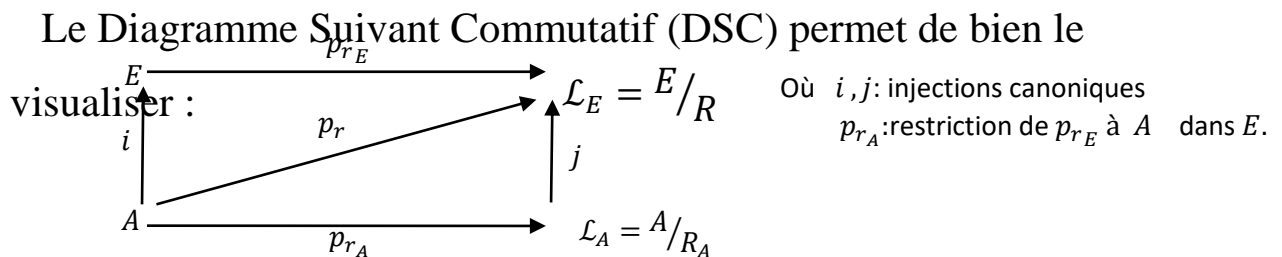 Le Diagramme Suivant Commutatif (DSC) permet de bien le
visualiser :
p_{r_E}
E
ℒ_E = E/R
Où i , j: injections canoniques
p_{r_A}:restriction de p_{r_E} à A dans E.
i
p_r
j
A
p_{r_A}
ℒ_A = A/R_A